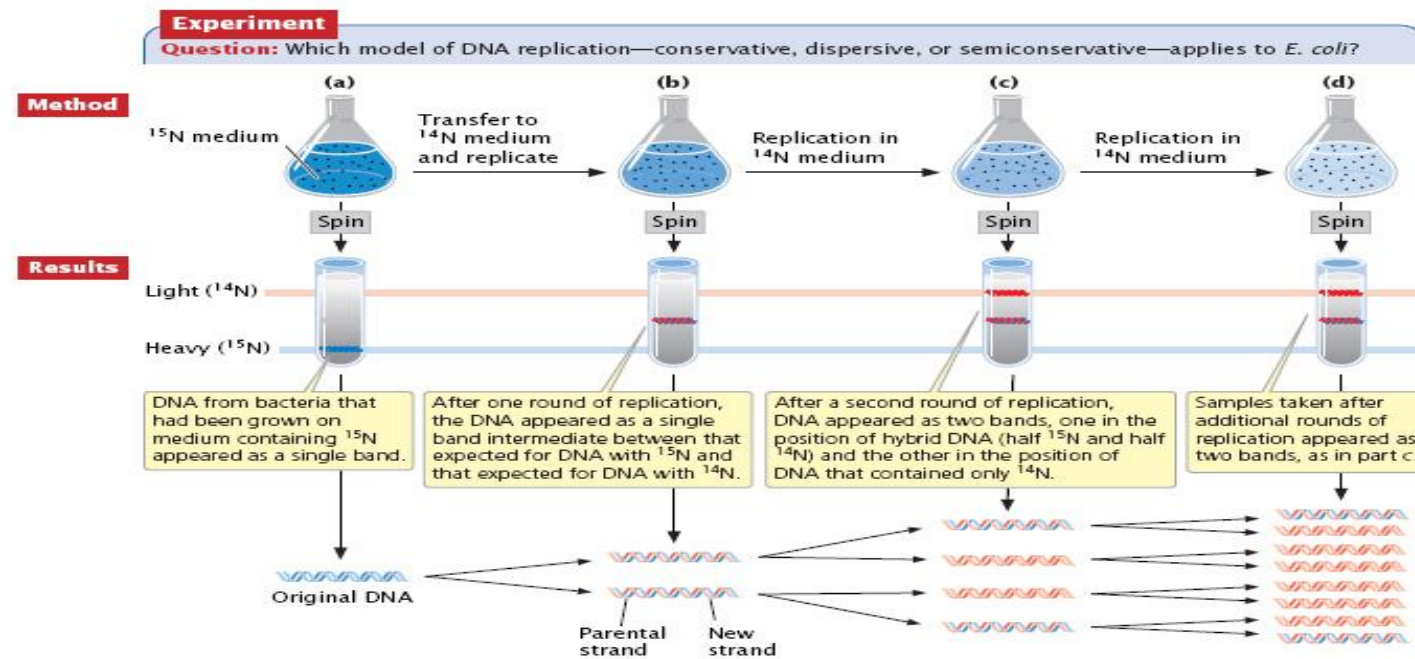 Experiment
Question: Which model of DNA replication—conservative, dispersive, or semiconservative—applies to E. coli?
(a)
(b)
(c)
(d)
Method
¹⁵N medium
Transfer to
¹⁴N medium
and replicate
Replication in
¹⁴N medium
Replication in
¹⁴N medium
Spin
Spin
Spin
Spin
Results
Light (¹⁴N)
Heavy (¹⁵N)
DNA from bacteria that
had been grown on
medium containing ¹⁵N
appeared as a single band.
After one round of replication,
the DNA appeared as a single
band intermediate between that
expected for DNA with ¹⁵N and
that expected for DNA with ¹⁴N.
After a second round of replication,
DNA appeared as two bands, one in the
position of hybrid DNA (half ¹⁵N and half
¹⁴N) and the other in the position of
DNA that contained only ¹⁴N.
Samples taken after
additional rounds of
replication appeared as
two bands, as in part c.
Original DNA
Parental
strand
New
strand